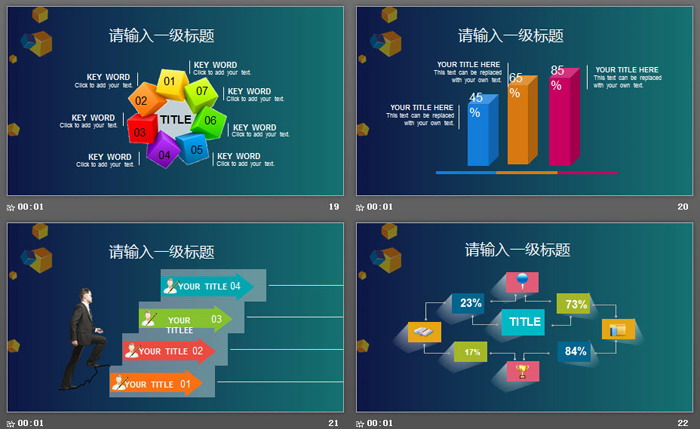 请输入一级标题
KEY WORD
Click to add your text.
KEY WORD
Click to add your text.
KEY WORD
Click to add your text.
KEY WORD
Click to add your text.
KEY WORD
Click to add your text.
KEY WORD
Click to add your text.
KEY WORD
Click to add your text.
01
02
07
TITLE
03
06
04
05
00:01
19
请输入一级标题
YOUR TITLE HERE
This text can be replaced
with your own text.
YOUR TITLE HERE
This text can be replaced
with your own text.
YOUR TITLE HERE
This text can be replaced
with your own text.
45
%
65
%
85
%
00:01
20
请输入一级标题
YOUR TITLE 04
YOUR
TITLEE
03
YOUR TITLE 02
YOUR TITLE 01
00:01
21
请输入一级标题
23%
73%
TITLE
17%
84%
00:01
22